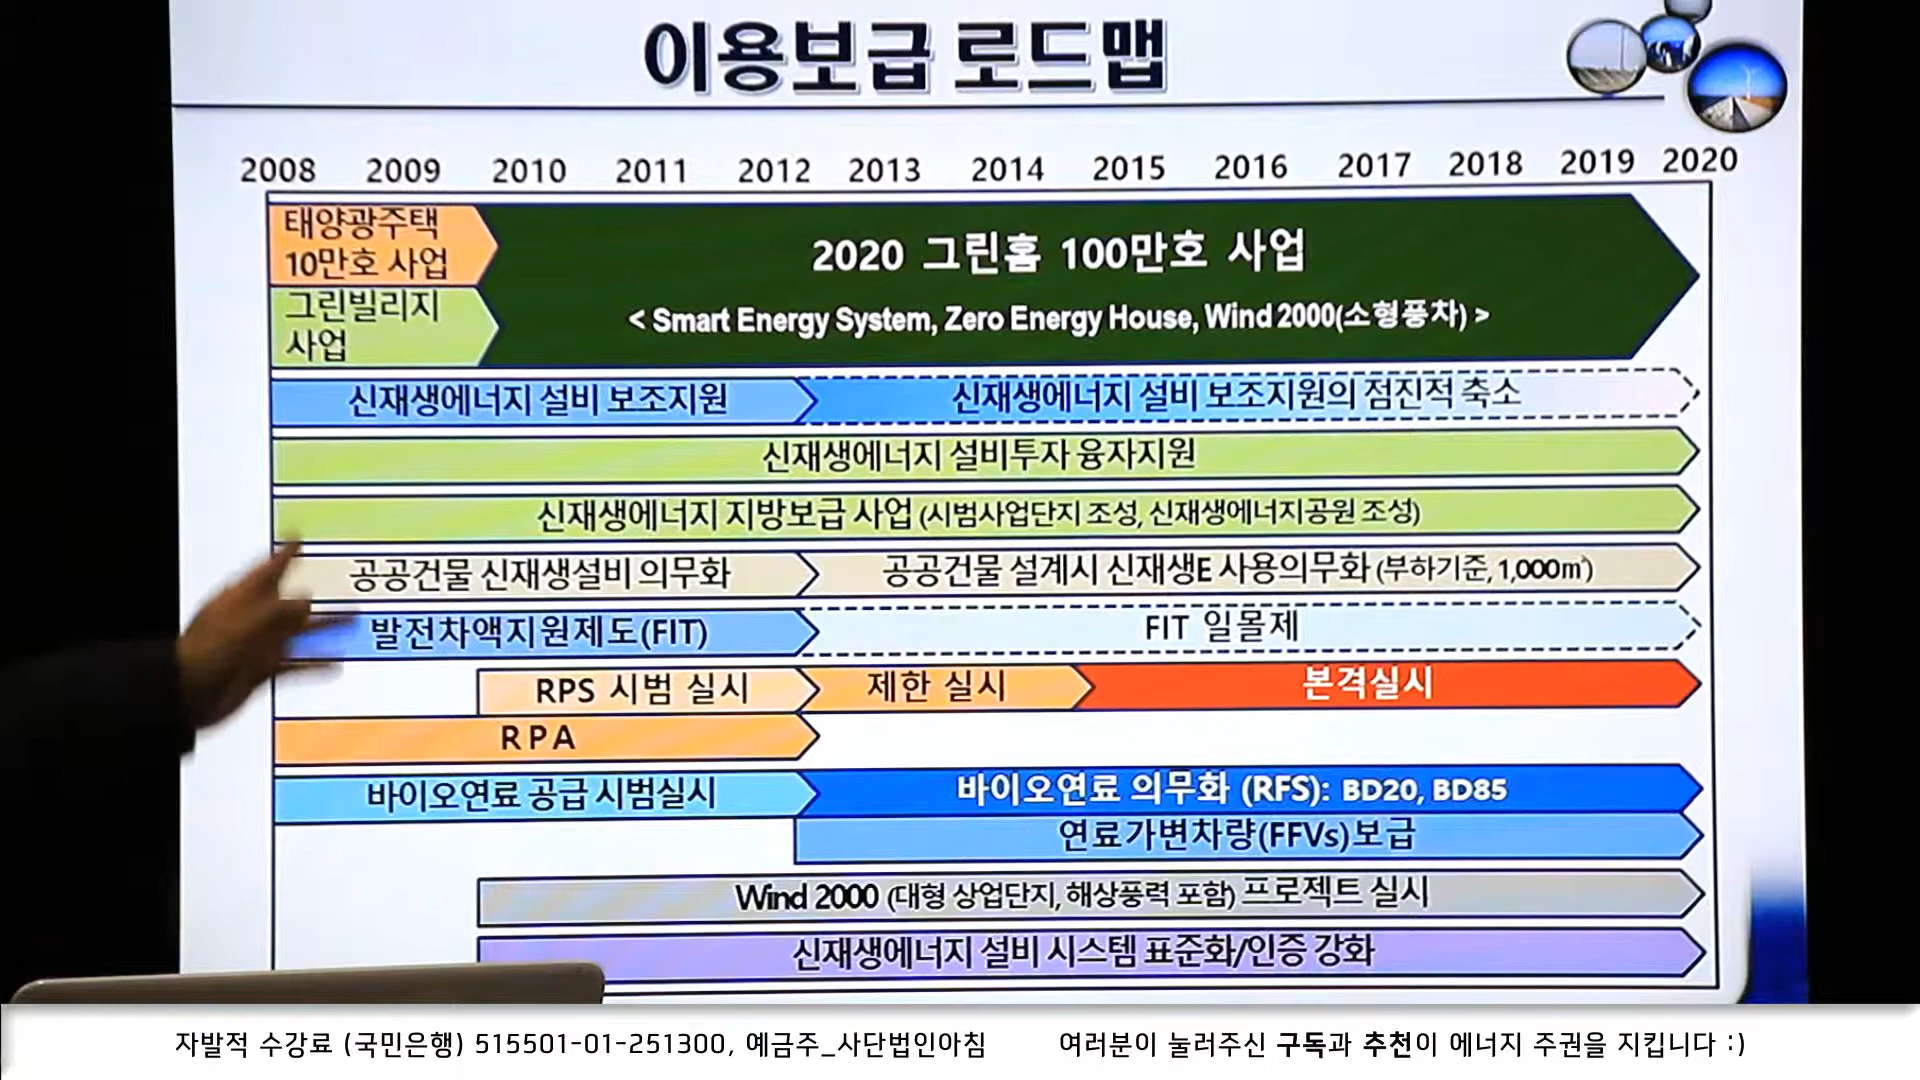 이용보급 로드맵
2008 2009 2010 2011 2012 2013 2014 2015 2016 2017 2018 2019 2020
태양광주택
10만호 사업
그린빌리지
사업
2020 그린홈 100만호 사업
< Smart Energy System, Zero Energy House, Wind 2000(소형풍차) >
신재생에너지 설비 보조지원
신재생에너지 설비 보조지원의 점진적 축소
신재생에너지 설비투자 융자지원
신재생에너지 지방보급 사업 (시범사업단지 조성, 신재생에너지공원 조성)
공공건물 신재생설비 의무화
공공건물 설계시 신재생E 사용의무화 (부하기준, 1,000㎡)
발전차액지원제도(FIT)
FIT 일몰제
RPS 시범 실시
제한 실시
본격실시
RPA
바이오연료 공급 시범실시
바이오연료 의무화 (RFS): BD20, BD85
연료가변차량(FFVs)보급
Wind 2000 (대형 상업단지, 해상풍력 포함) 프로젝트 실시
신재생에너지 설비 시스템 표준화/인증 강화
자발적 수강료 (국민은행) 515501-01-251300, 예금주_사단법인아침
여러분이 눌러주신 구독과 추천이 에너지 주권을 지킵니다 :)